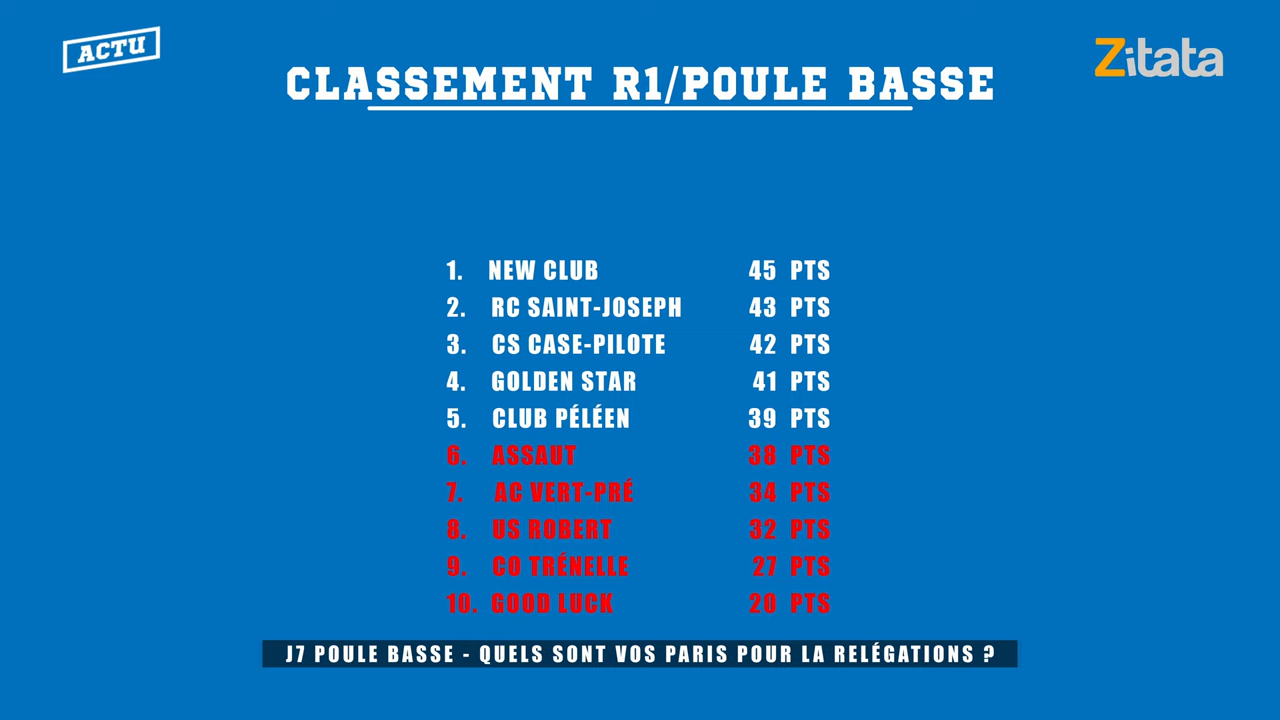 ACTU
Zitata
CLASSEMENT R1/POULE BASSE
1. NEW CLUB 45 PTS
2. RC SAINT-JOSEPH 43 PTS
3. CS CASE-PILOTE 42 PTS
4. GOLDEN STAR 41 PTS
5. CLUB PÉLÉEN 39 PTS
6. ASSAUT 38 PTS
7. AC VERT-PRÉ 34 PTS
8. US ROBERT 32 PTS
9. CO TRÉNELLE 27 PTS
10. GOOD LUCK 20 PTS
J7 POULE BASSE - QUELS SONT VOS PARIS POUR LA RELÉGATIONS ?